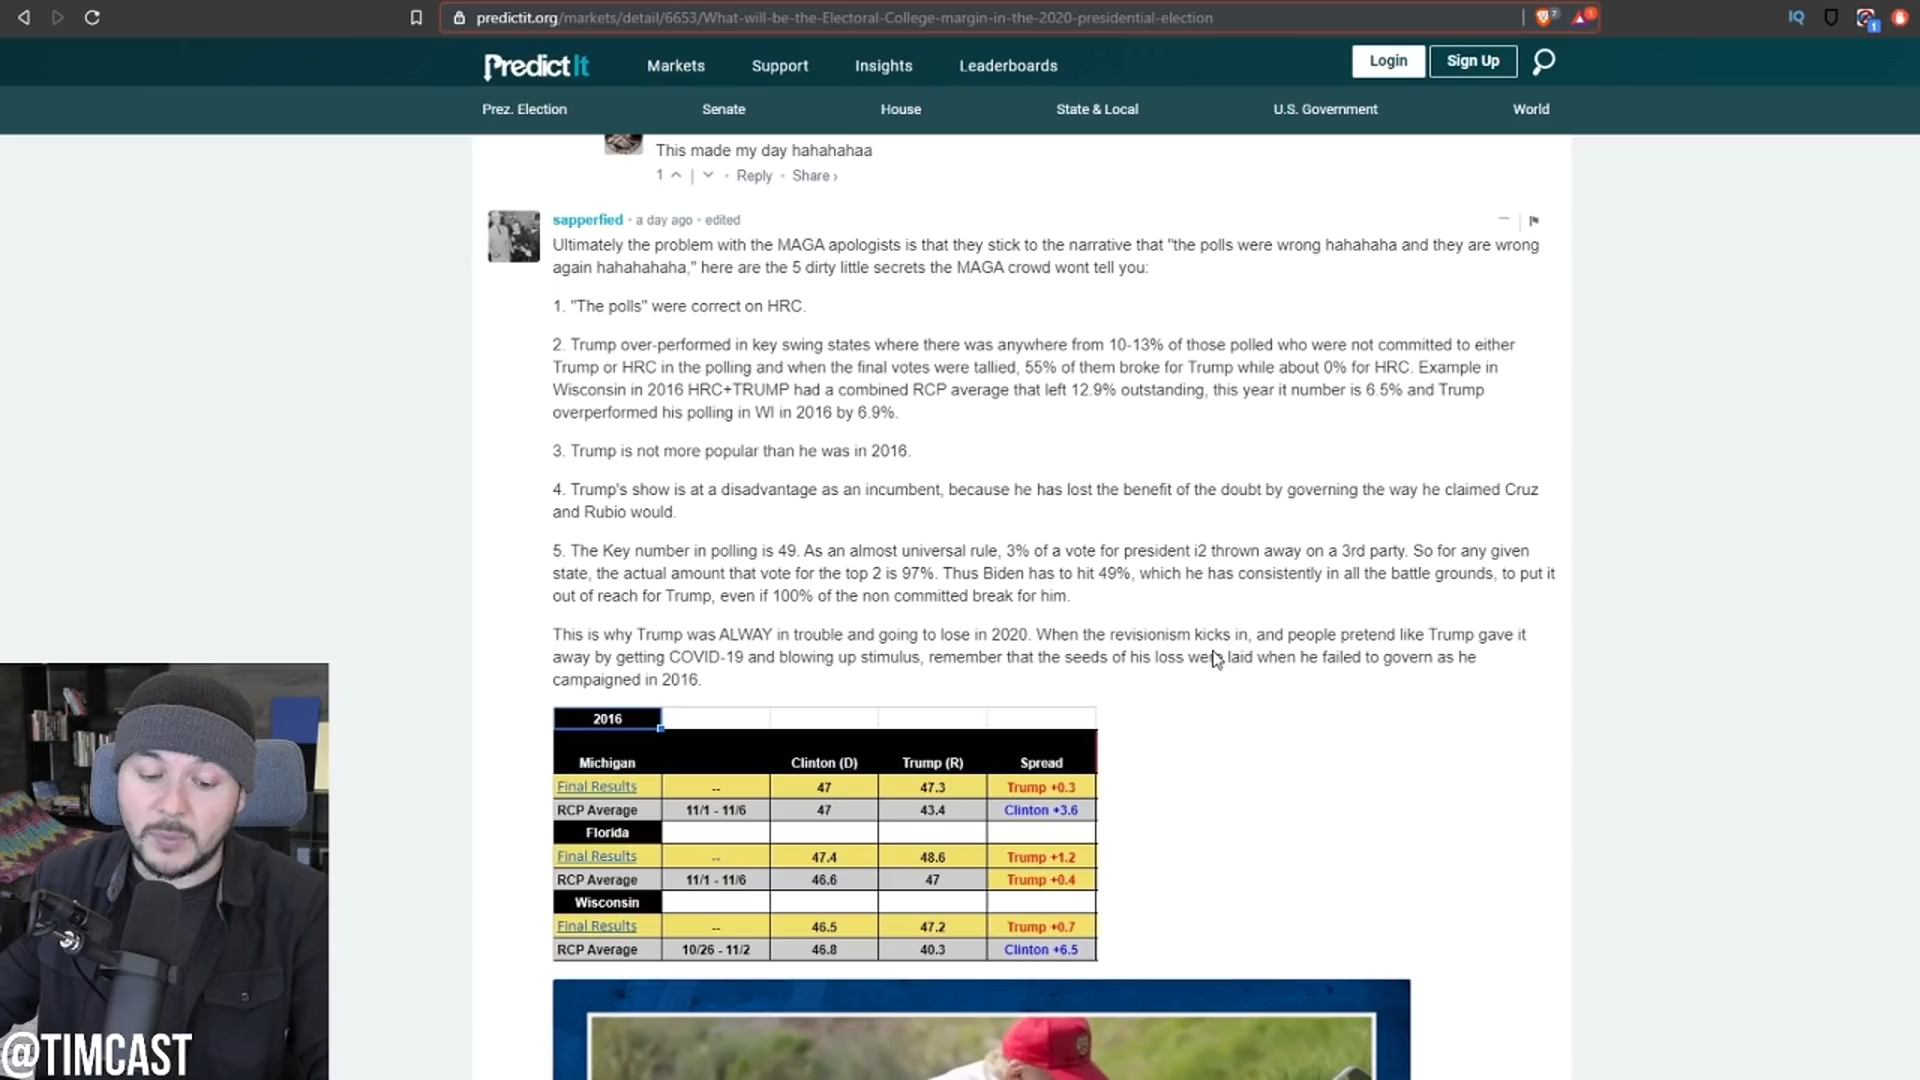 predictit.org/markets/detail/6653/What-will-be-the-Electoral-College-margin-in-the-2020-presidential-election
IQ
1
PredictIt Markets Support Insights Leaderboards Login Sign Up
Prez. Election Senate House State & Local U.S. Government World
This made my day hahahahaa
1 | • Reply • Share ›
sapperfied • a day ago • edited
Ultimately the problem with the MAGA apologists is that they stick to the narrative that "the polls were wrong hahahaha and they are wrong
again hahahahaha," here are the 5 dirty little secrets the MAGA crowd wont tell you:
1. "The polls" were correct on HRC.
2. Trump over-performed in key swing states where there was anywhere from 10-13% of those polled who were not committed to either
Trump or HRC in the polling and when the final votes were tallied, 55% of them broke for Trump while about 0% for HRC. Example in
Wisconsin in 2016 HRC+TRUMP had a combined RCP average that left 12.9% outstanding, this year it number is 6.5% and Trump
overperformed his polling in WI in 2016 by 6.9%.
3. Trump is not more popular than he was in 2016.
4. Trump's show is at a disadvantage as an incumbent, because he has lost the benefit of the doubt by governing the way he claimed Cruz
and Rubio would.
5. The Key number in polling is 49. As an almost universal rule, 3% of a vote for president i2 thrown away on a 3rd party. So for any given
state, the actual amount that vote for the top 2 is 97%. Thus Biden has to hit 49%, which he has consistently in all the battle grounds, to put it
out of reach for Trump, even if 100% of the non committed break for him.
This is why Trump was ALWAY in trouble and going to lose in 2020. When the revisionism kicks in, and people pretend like Trump gave it
away by getting COVID-19 and blowing up stimulus, remember that the seeds of his loss were laid when he failed to govern as he
campaigned in 2016.
2016
Michigan Clinton (D) Trump (R) Spread
Final Results -- 47 47.3 Trump +0.3
RCP Average 11/1 - 11/6 47 43.4 Clinton +3.6
Florida
Final Results -- 47.4 48.6 Trump +1.2
RCP Average 11/1 - 11/6 46.6 47 Trump +0.4
Wisconsin
Final Results -- 46.5 47.2 Trump +0.7
RCP Average 10/26 - 11/2 46.8 40.3 Clinton +6.5
@TIMCAST